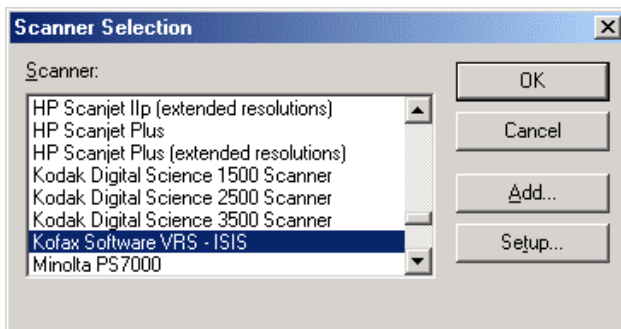 Scanner Selection
Scanner:
HP Scanjet IIp (extended resolutions)
HP Scanjet Plus
HP Scanjet Plus (extended resolutions)
Kodak Digital Science 1500 Scanner
Kodak Digital Science 2500 Scanner
Kodak Digital Science 3500 Scanner
Kofax Software VRS - ISIS
Minolta PS7000
OK
Cancel
Add...
Setup...